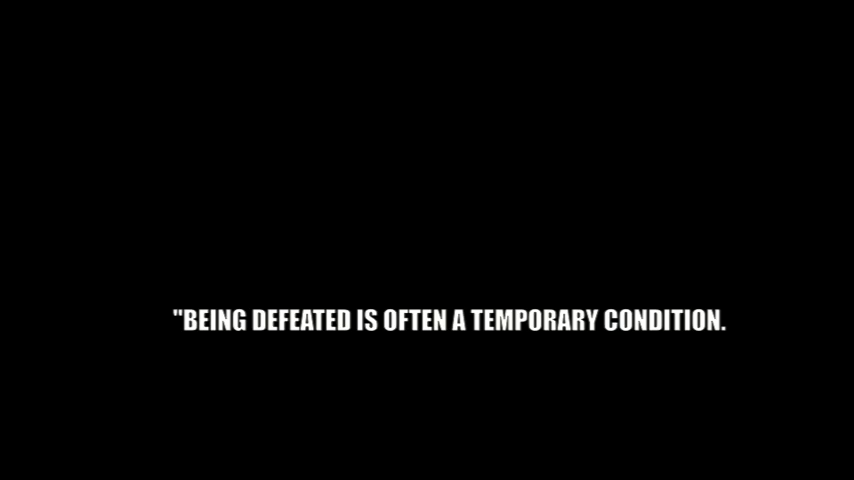 "BEING DEFEATED IS OFTEN A TEMPORARY CONDITION.